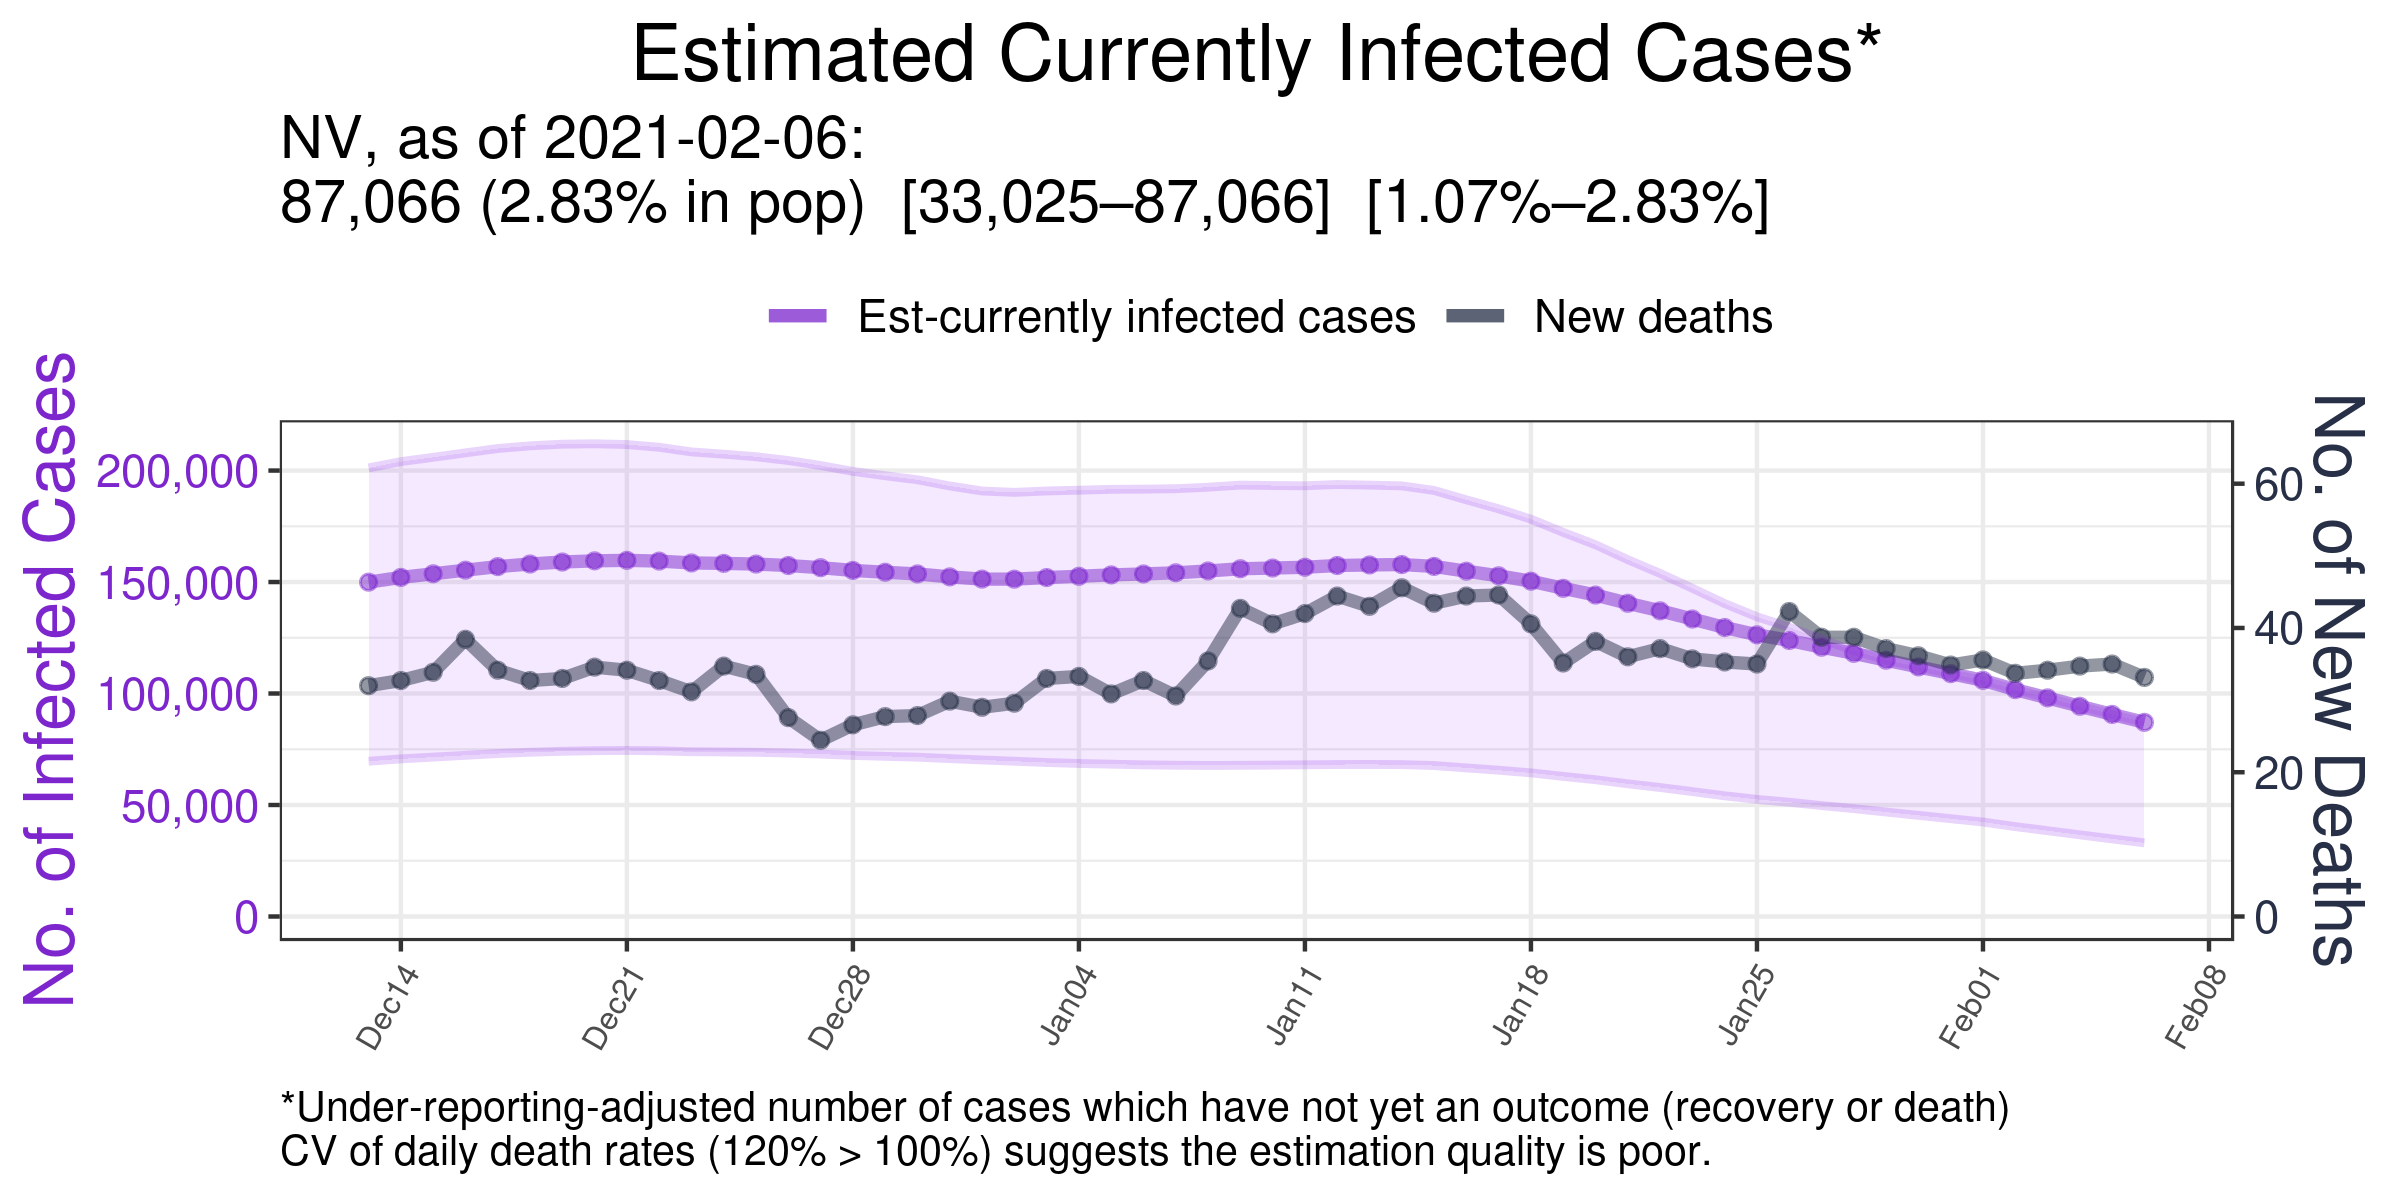 Estimated Currently Infected Cases*
NV, as of 2021-02-06:
87,066 (2.83% in pop)  [33,025–87,066]  [1.07%–2.83%]
Est-currently infected cases
New deaths
No. of Infected Cases
200,000
150,000
100,000
50,000
0
No. of New Deaths
60
40
20
0
Dec14
Dec21
Dec28
Jan04
Jan11
Jan18
Jan25
Feb01
Feb08
*Under-reporting-adjusted number of cases which have not yet an outcome (recovery or death)
CV of daily death rates (120% > 100%) suggests the estimation quality is poor.